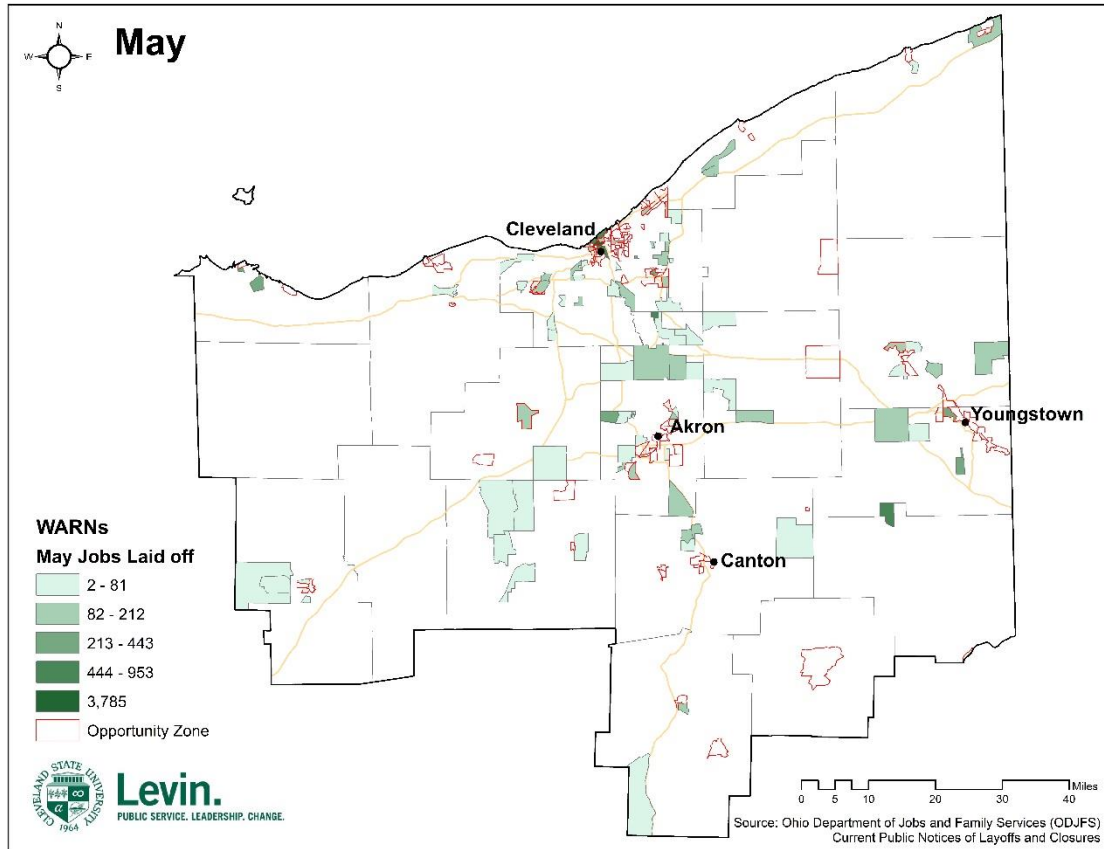 May
N
W E
S
Cleveland
Akron
Youngstown
Canton
WARNs
May Jobs Laid off
2 - 81
82 - 212
213 - 443
444 - 953
3,785
Opportunity Zone
CLEVELAND STATE UNIVERSITY
1964
Levin.
PUBLIC SERVICE. LEADERSHIP. CHANGE.
Miles
0 5 10 20 30 40
Source: Ohio Department of Jobs and Family Services (ODJFS)
Current Public Notices of Layoffs and Closures